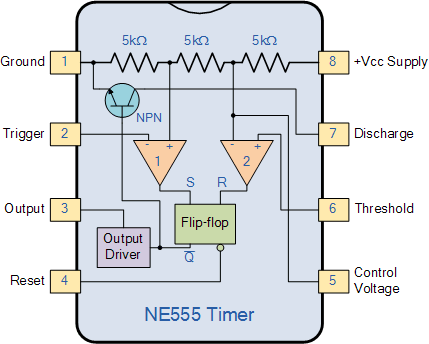 5kΩ 5kΩ 5kΩ
Ground 1 8 +Vcc Supply
NPN
Trigger 2 - + - + 7 Discharge
1 2
S R
Output 3 6 Threshold
Flip-flop
Output
Driver
Q̅
Reset 4 5 Control
Voltage
NE555 Timer